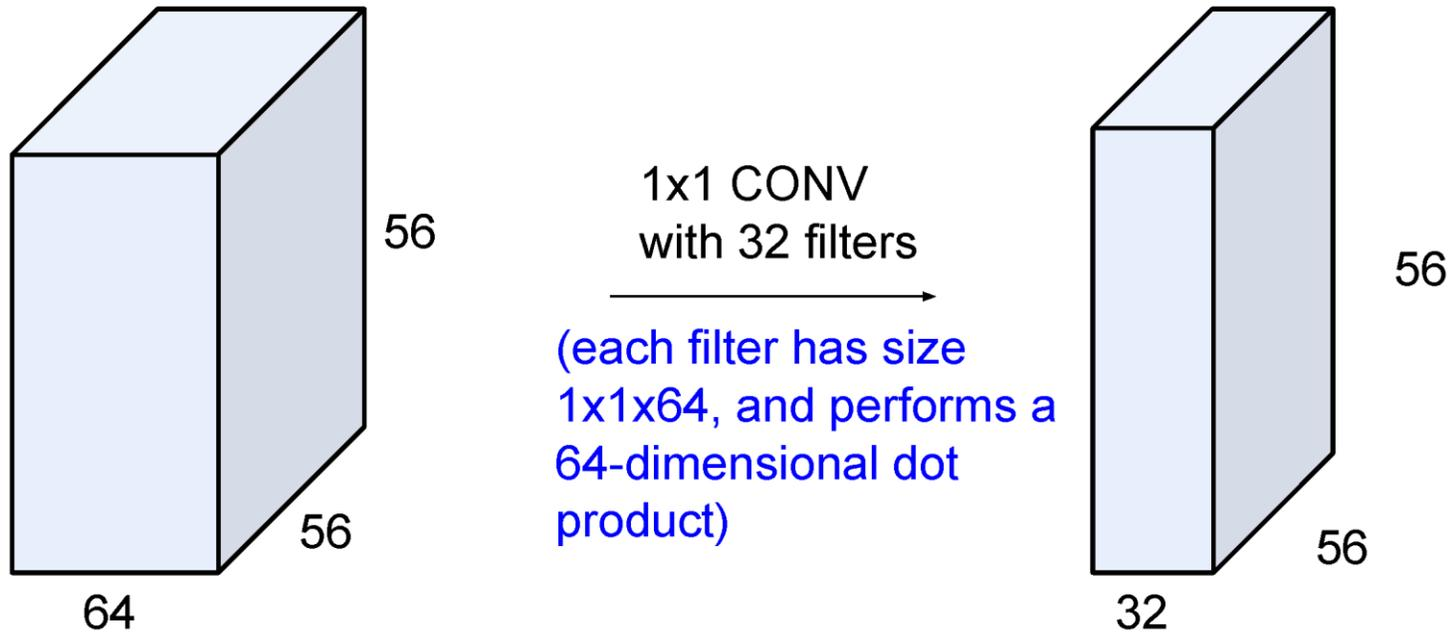 56
56
64
1x1 CONV
with 32 filters
(each filter has size
1x1x64, and performs a
64-dimensional dot
product)
56
56
32